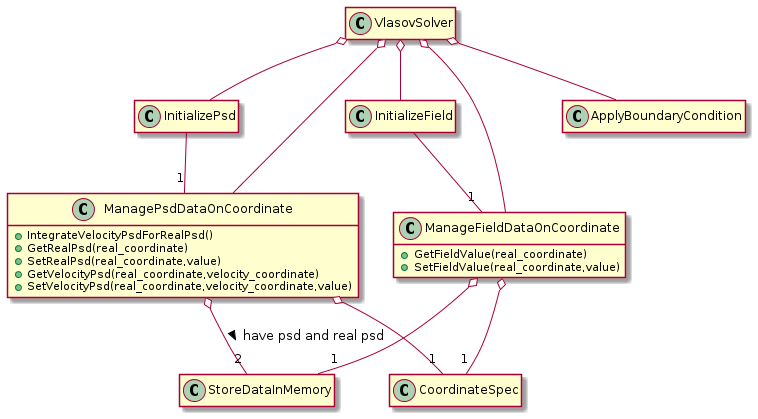 C VlasovSolver
C InitializePsd
C InitializeField
C ApplyBoundaryCondition
1
1
C ManagePsdDataOnCoordinate
IntegrateVelocityPsdForRealPsd()
GetRealPsd(real_coordinate)
SetRealPsd(real_coordinate,value)
GetVelocityPsd(real_coordinate,velocity_coordinate)
SetVelocityPsd(real_coordinate,velocity_coordinate,value)
C ManageFieldDataOnCoordinate
GetFieldValue(real_coordinate)
SetFieldValue(real_coordinate,value)
have psd and real psd
2
1
1
1
C StoreDataInMemory
C CoordinateSpec